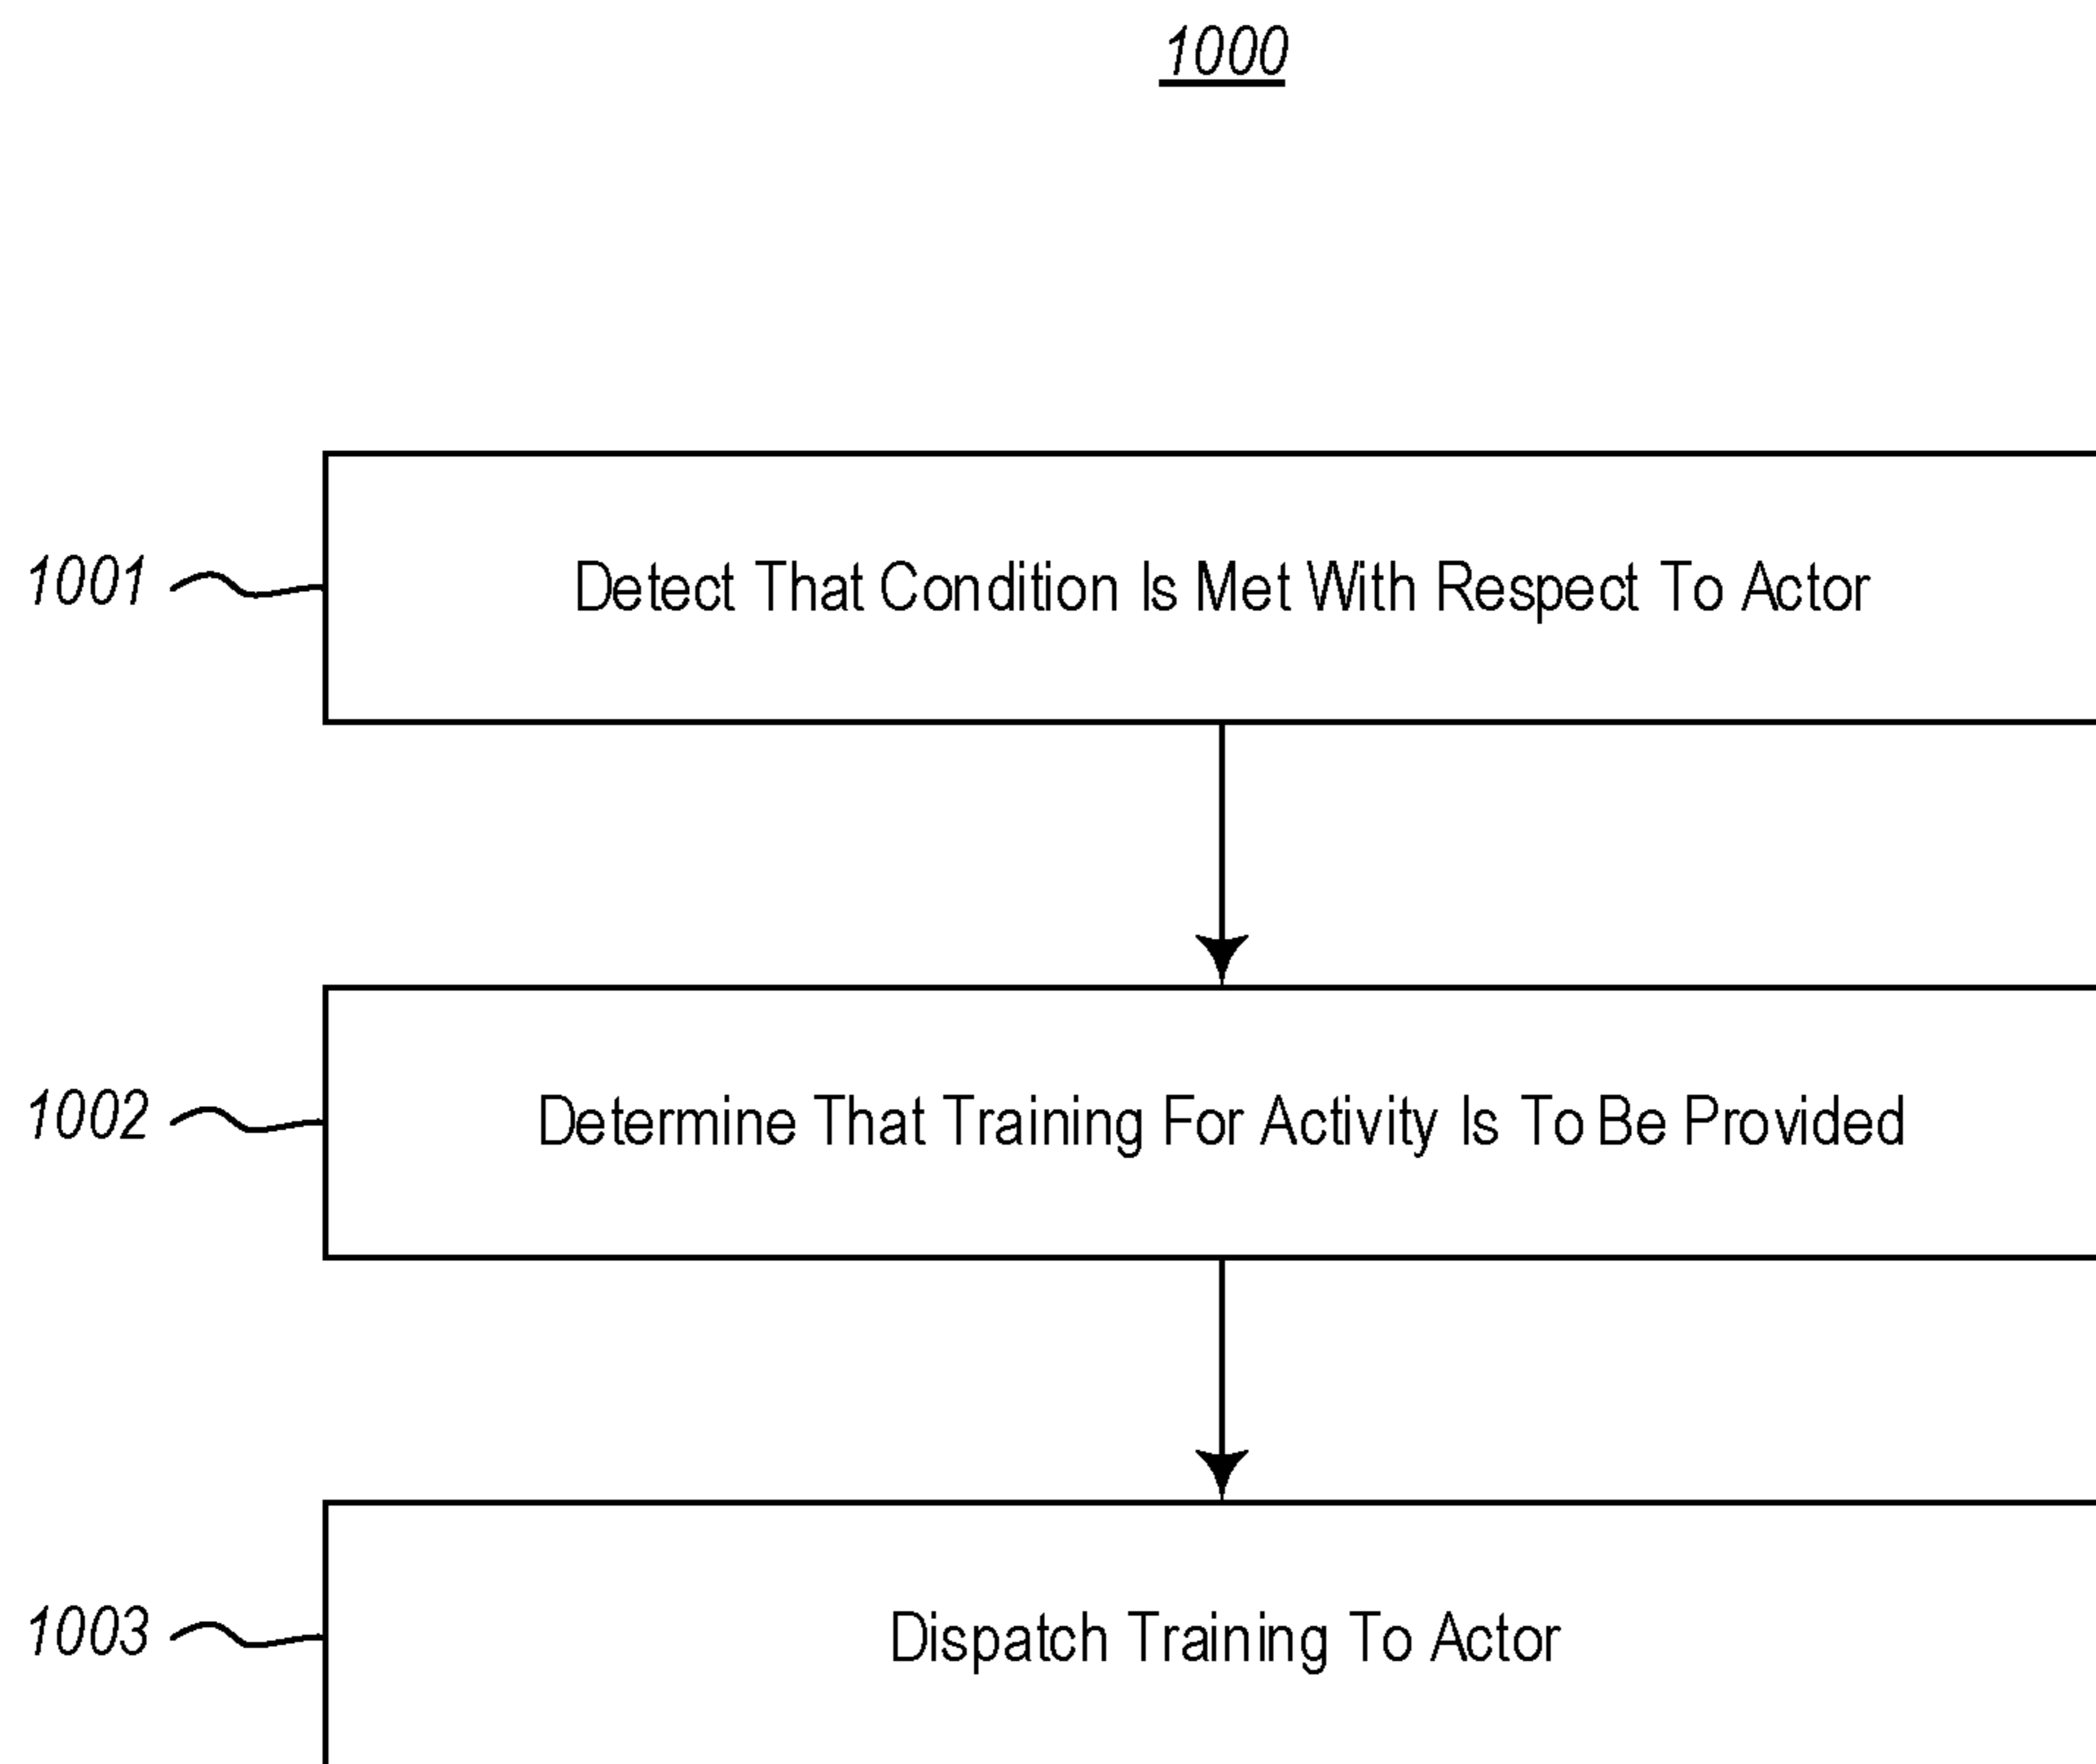 1000
1001 Detect That Condition Is Met With Respect To Actor
1002 Determine That Training For Activity Is To Be Provided
1003 Dispatch Training To Actor